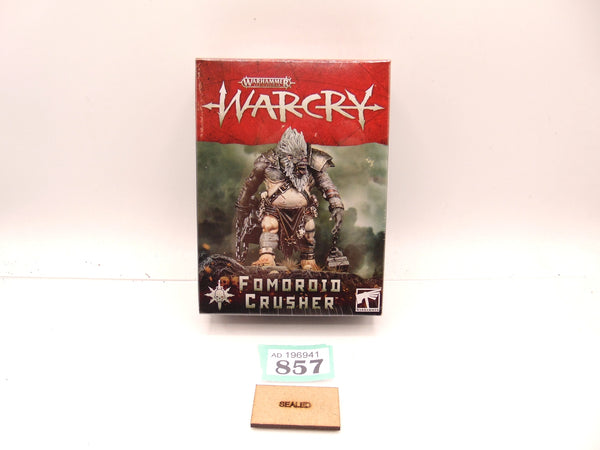 WARHAMMER
WARCRY
FOMOROID
CRUSHER
AD 196941
857
SEALED